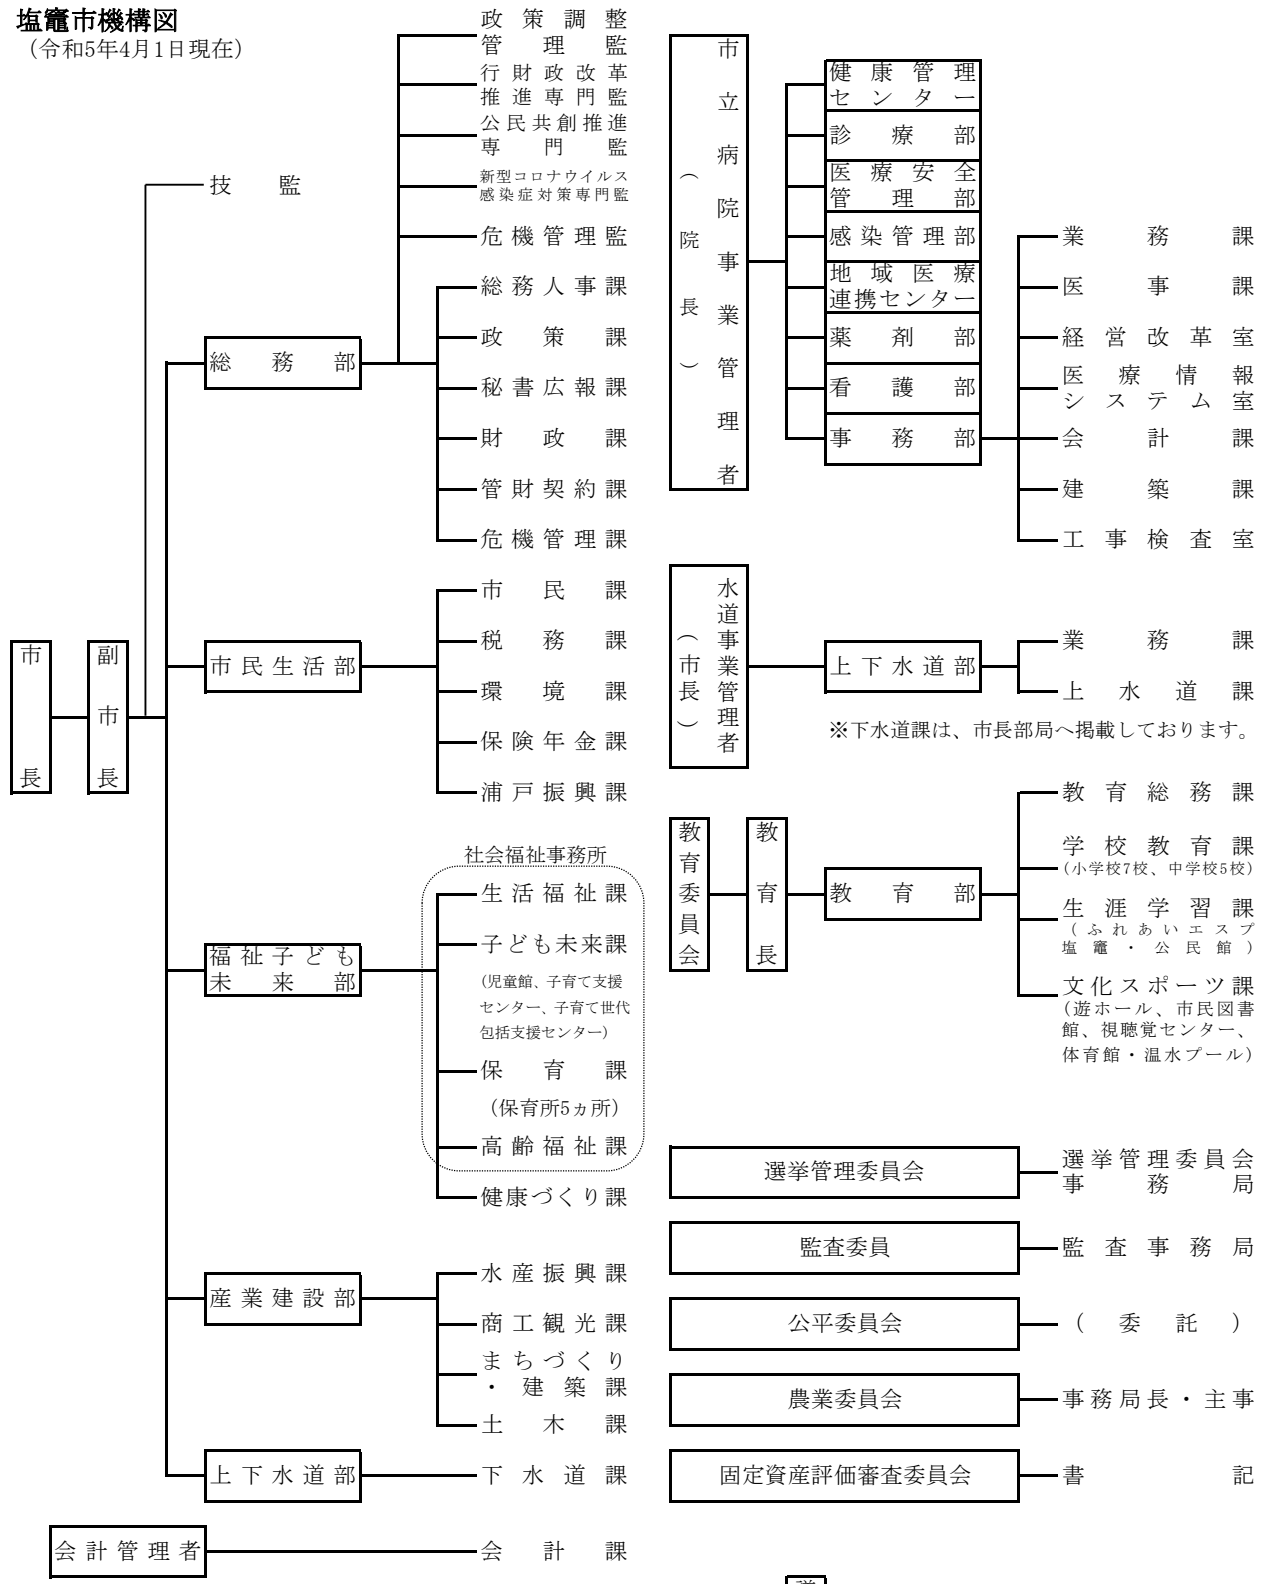 塩竈市機構図
（令和5年4月1日現在）
政策調整
管理監
行財政改革
推進専門監
公民共創推進
専門監
新型コロナウイルス
感染症対策専門監
危機管理監
技監
総務部
総務人事課
政策課
秘書広報課
財政課
管財契約課
危機管理課
市長
副市長
市民生活部
市民課
税務課
環境課
保険年金課
浦戸振興課
社会福祉事務所
福祉子ども
未来部
生活福祉課
子ども未来課
(児童館、子育て支援
センター、子育て世代
包括支援センター)
保育課
（保育所5ヵ所）
高齢福祉課
健康づくり課
産業建設部
水産振興課
商工観光課
まちづくり
・建築課
土木課
上下水道部
下水道課
会計管理者
会計課
市立病院事業管理者
（院長）
健康管理
センター
診療部
医療安全
管理部
感染管理部
地域医療
連携センター
薬剤部
看護部
事務部
業務課
医事課
経営改革室
医療情報
システム室
会計課
建築課
工事検査室
水道事業管理者
（市長）
上下水道部
業務課
上水道課
※下水道課は、市長部局へ掲載しております。
教育委員会
教育長
教育部
教育総務課
学校教育課
(小学校7校、中学校5校)
生涯学習課
(ふれあいエスプ
塩竈・公民館)
文化スポーツ課
(遊ホール、市民図書
館、視聴覚センター、
体育館・温水プール)
選挙管理委員会
選挙管理委員会
事務局
監査委員
監査事務局
公平委員会
(委託)
農業委員会
事務局長・主事
固定資産評価審査委員会
書記